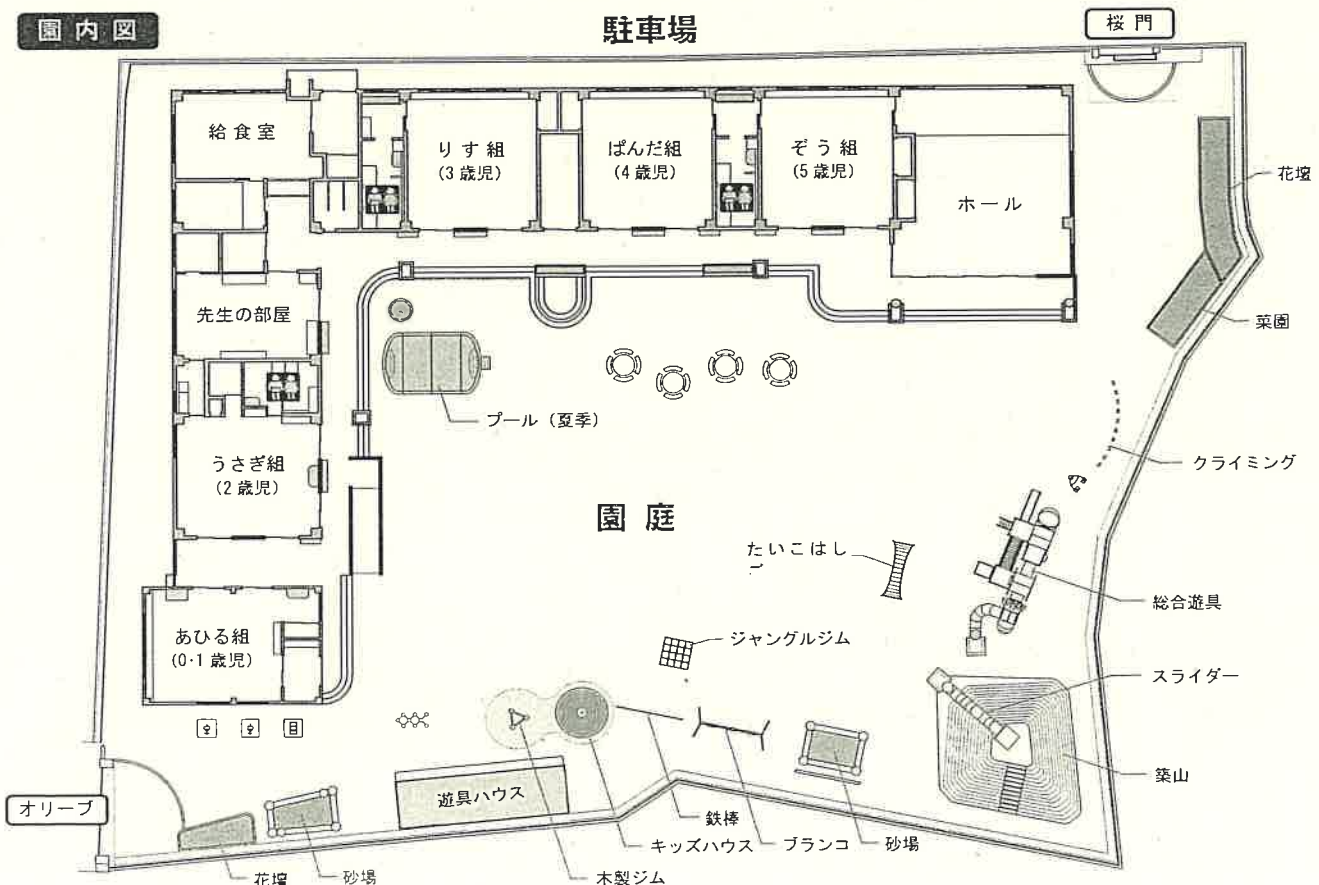 園内図
駐車場
桜門
給食室
りす組
(3歳児)
ぱんだ組
(4歳児)
ぞう組
(5歳児)
ホール
花壇
菜園
先生の部屋
プール（夏季）
うさぎ組
(2歳児)
クライミング
園庭
たいこはし
ご
総合遊具
あひる組
(0·1歳児)
ジャングルジム
スライダー
築山
オリーブ
遊具ハウス
鉄棒
キッズハウス
ブランコ
砂場
花壇
砂場
木製ジム